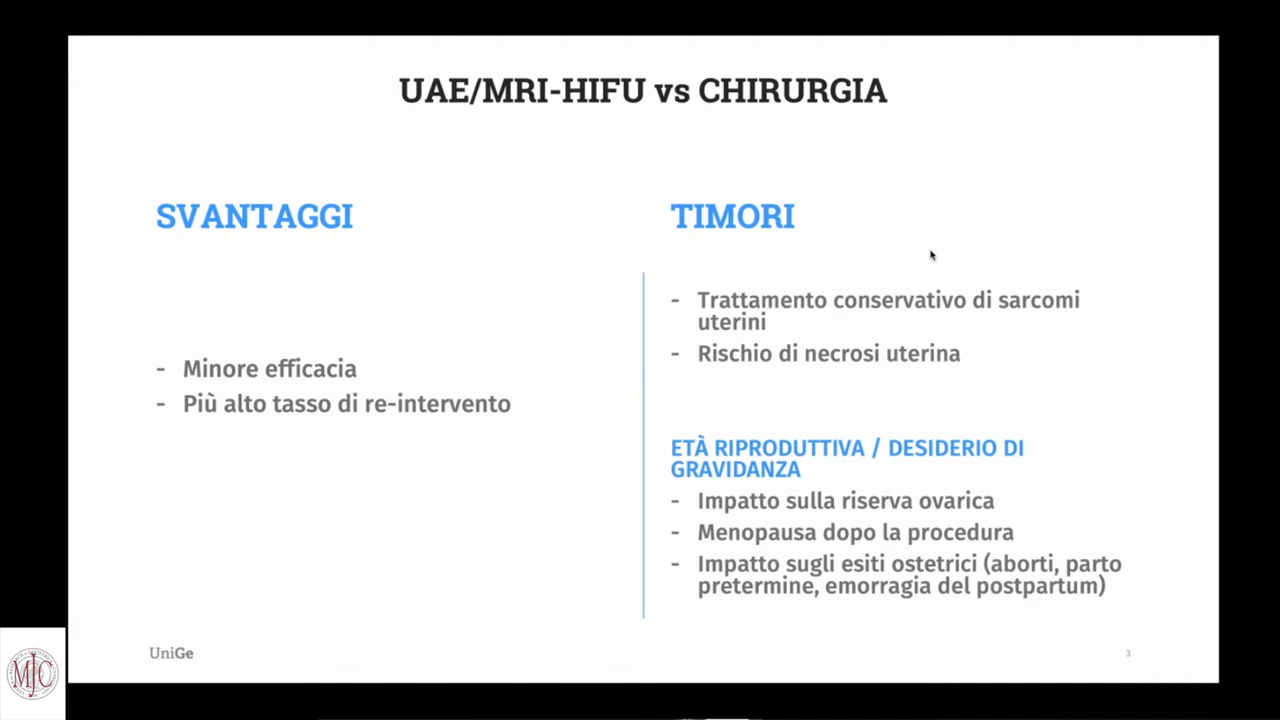 UAE/MRI-HIFU vs CHIRURGIA
SVANTAGGI
- Minore efficacia
- Più alto tasso di re-intervento
TIMORI
- Trattamento conservativo di sarcomi
uterini
- Rischio di necrosi uterina
ETÀ RIPRODUTTIVA / DESIDERIO DI
GRAVIDANZA
- Impatto sulla riserva ovarica
- Menopausa dopo la procedura
- Impatto sugli esiti ostetrici (aborti, parto
pretermine, emorragia del postpartum)
UniGe
3
MJC